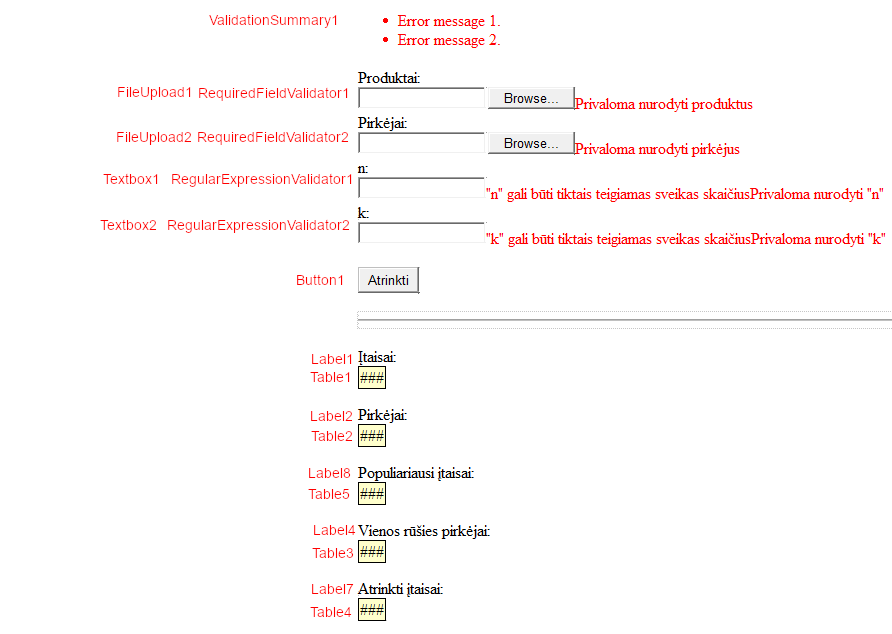 ValidationSummary1 • Error message 1.
• Error message 2.
Produktai:
FileUpload1 RequiredFieldValidator1 Browse... Privaloma nurodyti produktus
Pirkėjai:
FileUpload2 RequiredFieldValidator2 Browse... Privaloma nurodyti pirkėjus
n:
Textbox1 RegularExpressionValidator1 "n" gali būti tiktais teigiamas sveikas skaičiusPrivaloma nurodyti "n"
k:
Textbox2 RegularExpressionValidator2 "k" gali būti tiktais teigiamas sveikas skaičiusPrivaloma nurodyti "k"
Button1 Atrinkti
Label1 Įtaisai:
Table1 ###
Label2 Pirkėjai:
Table2 ###
Label8 Populiariausi įtaisai:
Table5 ###
Label4 Vienos rūšies pirkėjai:
Table3 ###
Label7 Atrinkti įtaisai:
Table4 ###